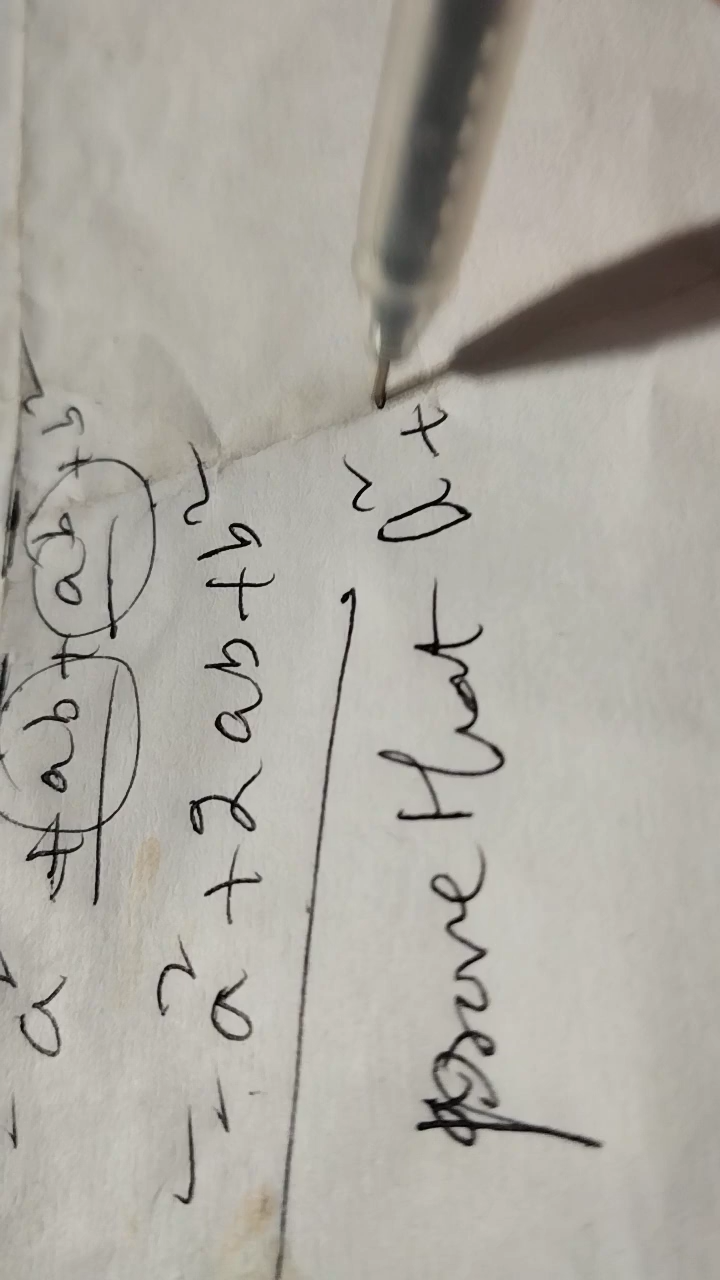 = a² + ab + ab + b²
= a² + 2ab + b²
prove that a² +